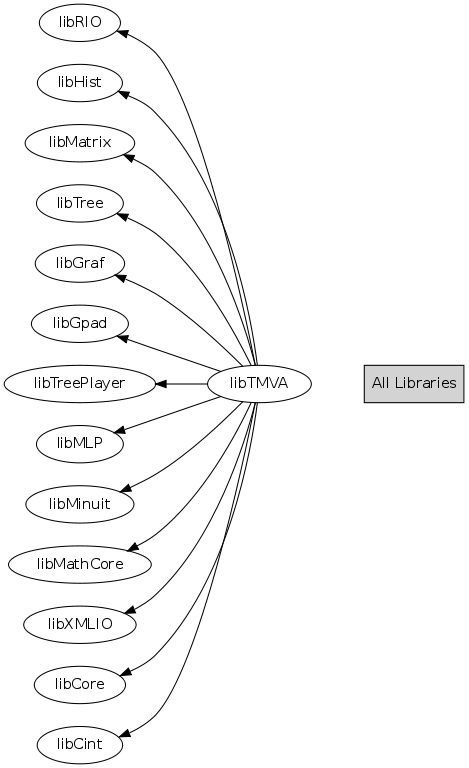 libRIO
libHist
libMatrix
libTree
libGraf
libGpad
libTreePlayer
libTMVA
All Libraries
libMLP
libMinuit
libMathCore
libXMLIO
libCore
libCint